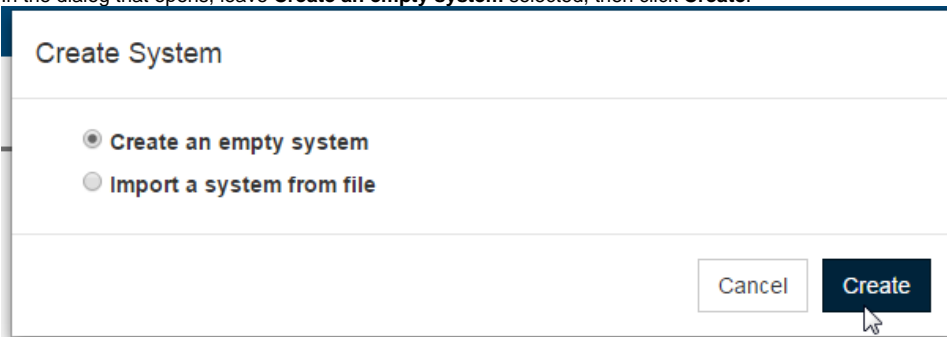 In the dialog that opens, leave Create an empty system selected, then click Create.
Create System
Create an empty system
Import a system from file
Cancel
Create